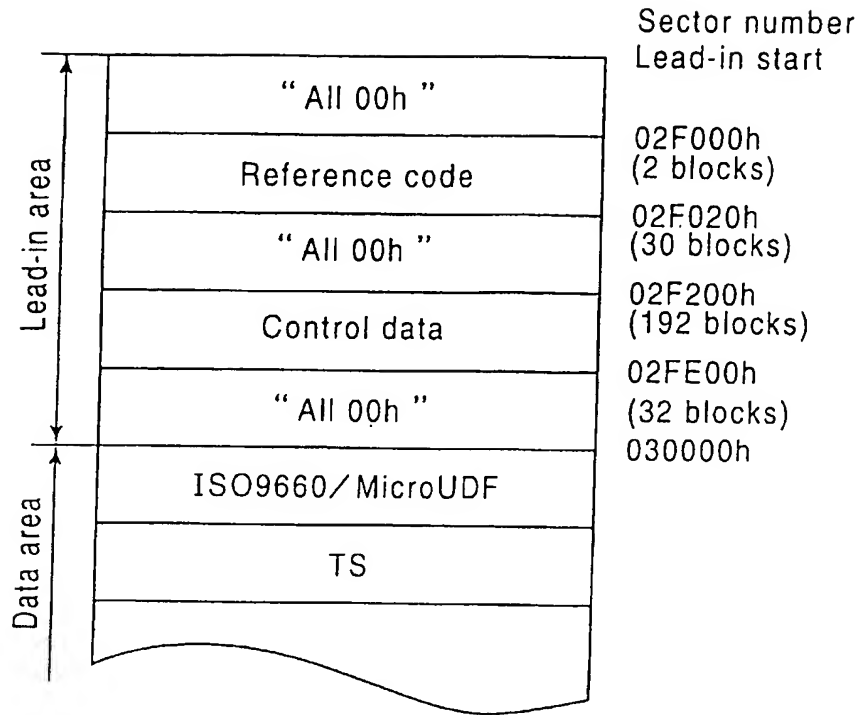 Sector number
Lead-in start
“ All 00h ”
02F000h
(2 blocks)
Reference code
02F020h
(30 blocks)
“ All 00h ”
02F200h
(192 blocks)
Control data
02FE00h
(32 blocks)
“ All 00h ”
030000h
ISO9660/MicroUDF
TS
Lead-in area
Data area